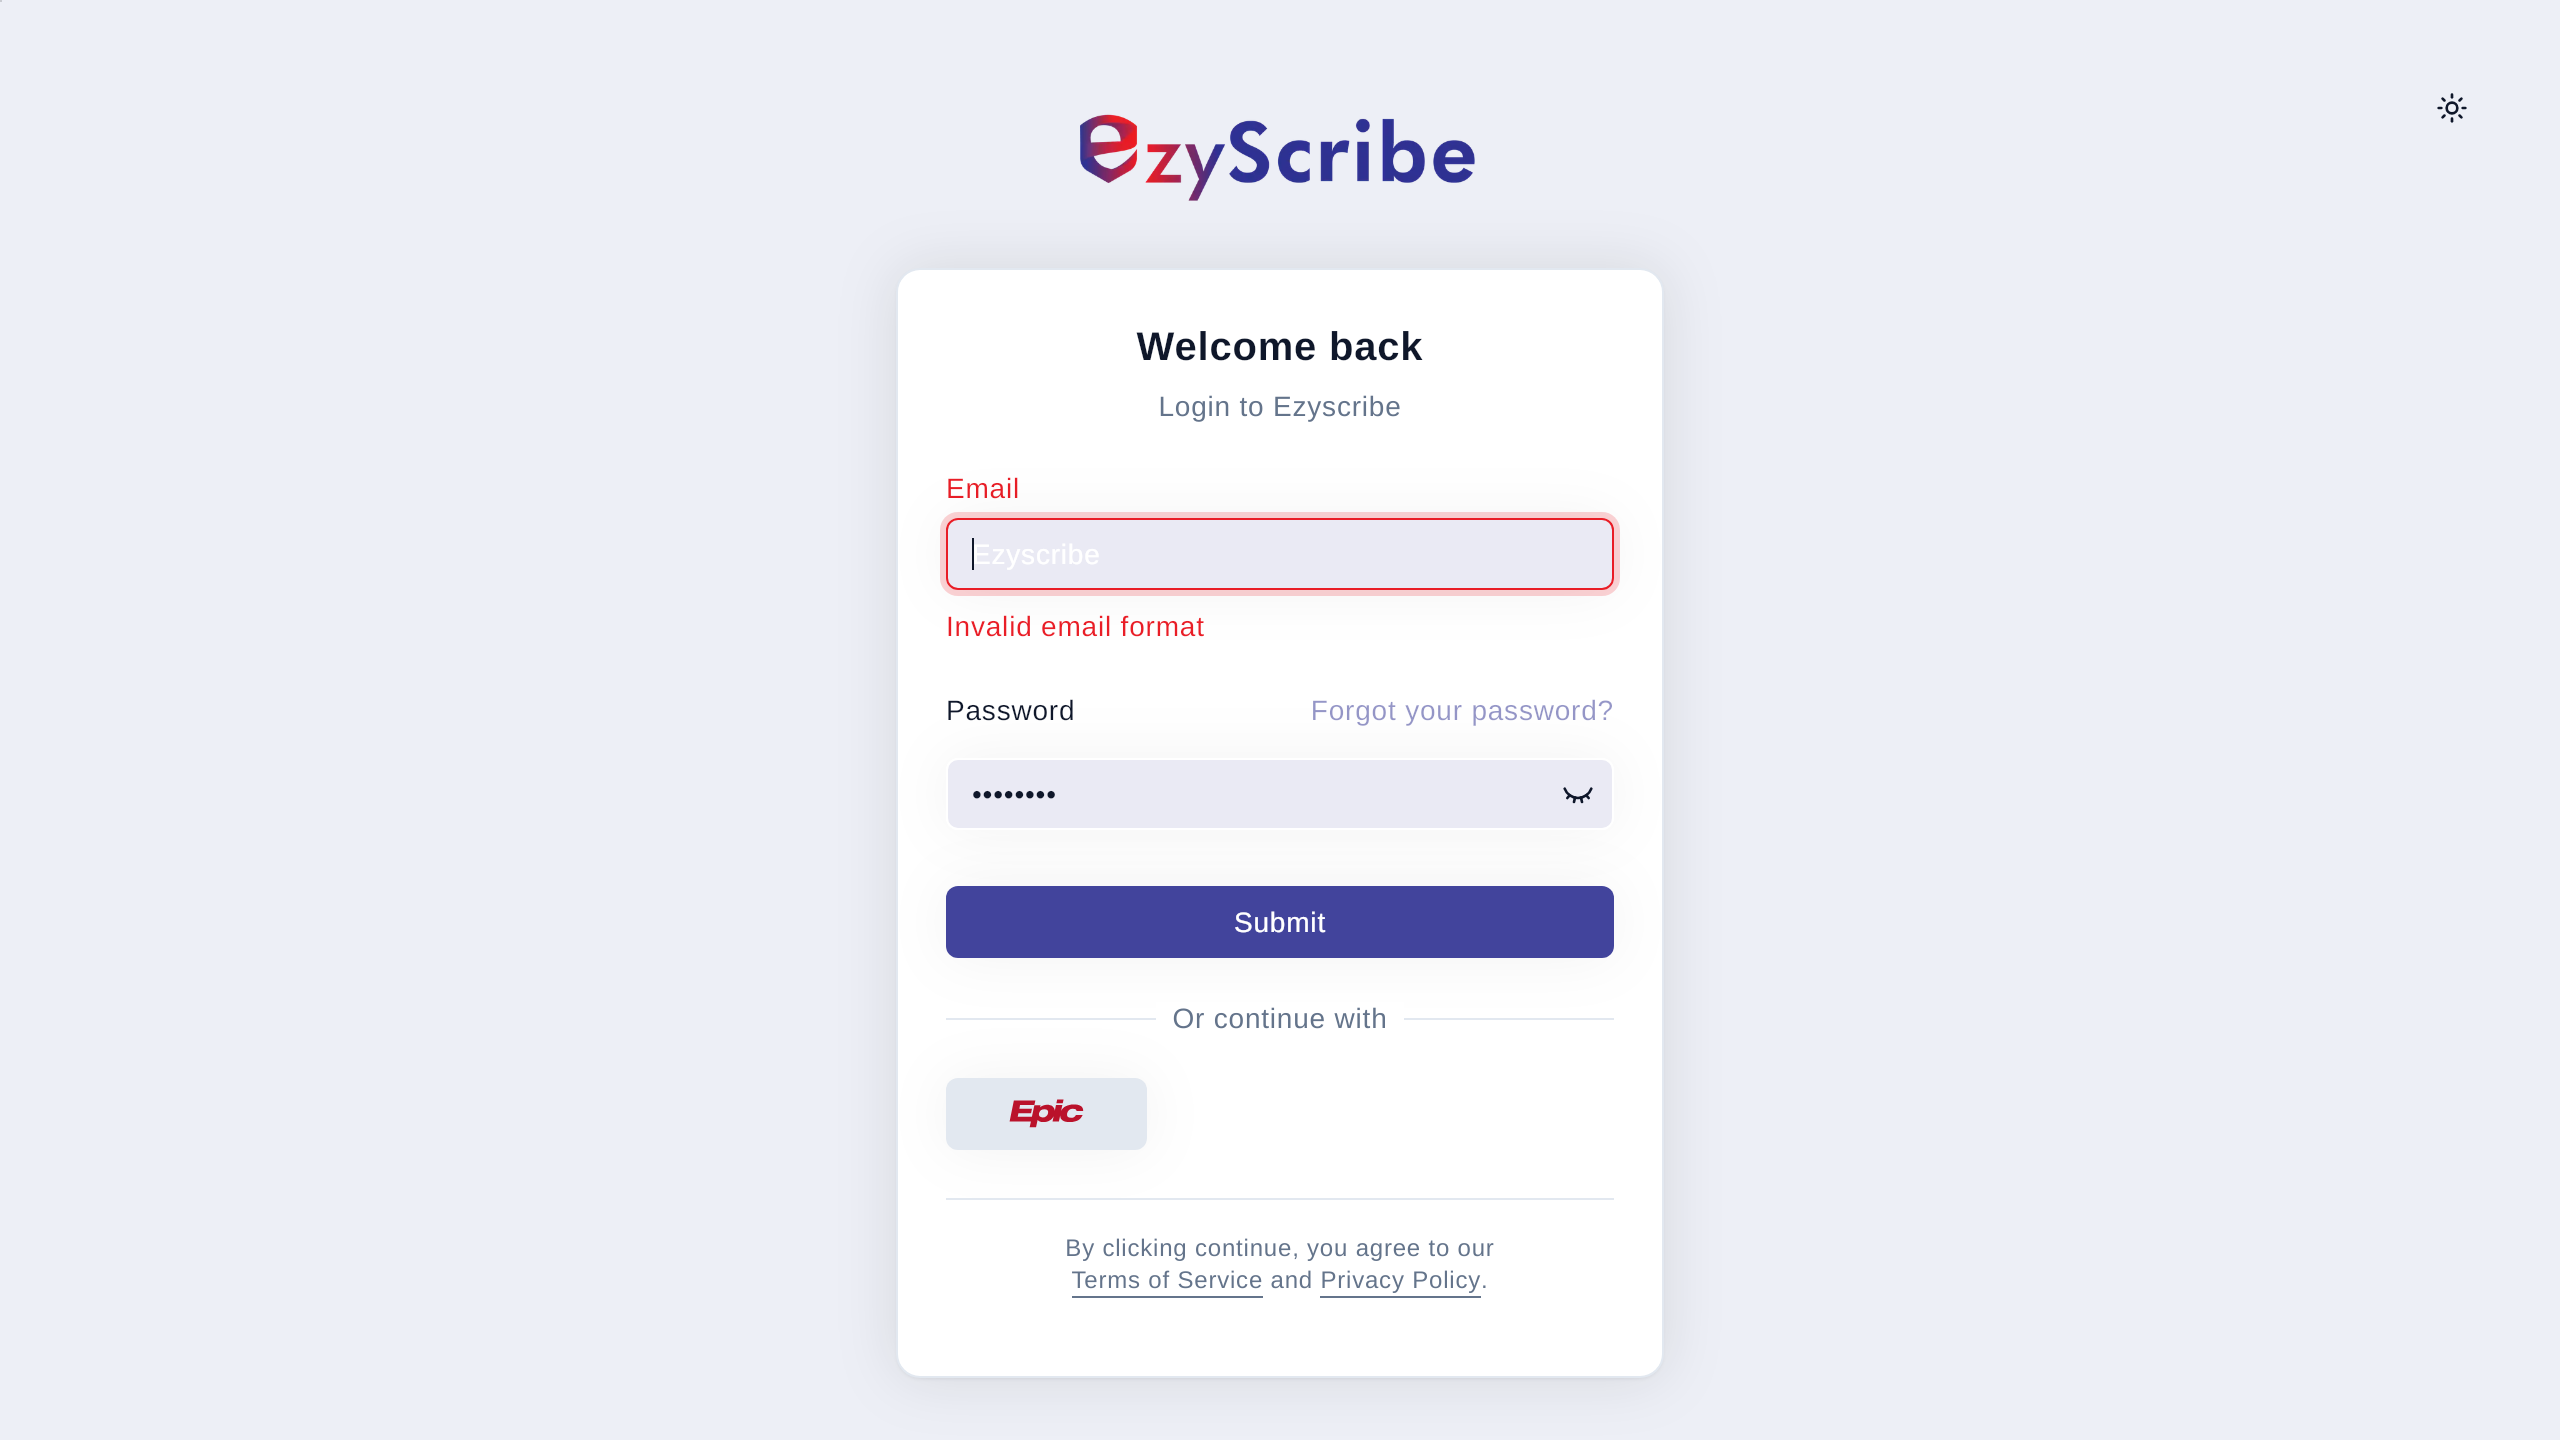 ezyScribe
Welcome back
Login to Ezyscribe
Email
Ezyscribe
Invalid email format
Password Forgot your password?
••••••••
Submit
Or continue with
Epic
By clicking continue, you agree to our
Terms of Service and Privacy Policy.